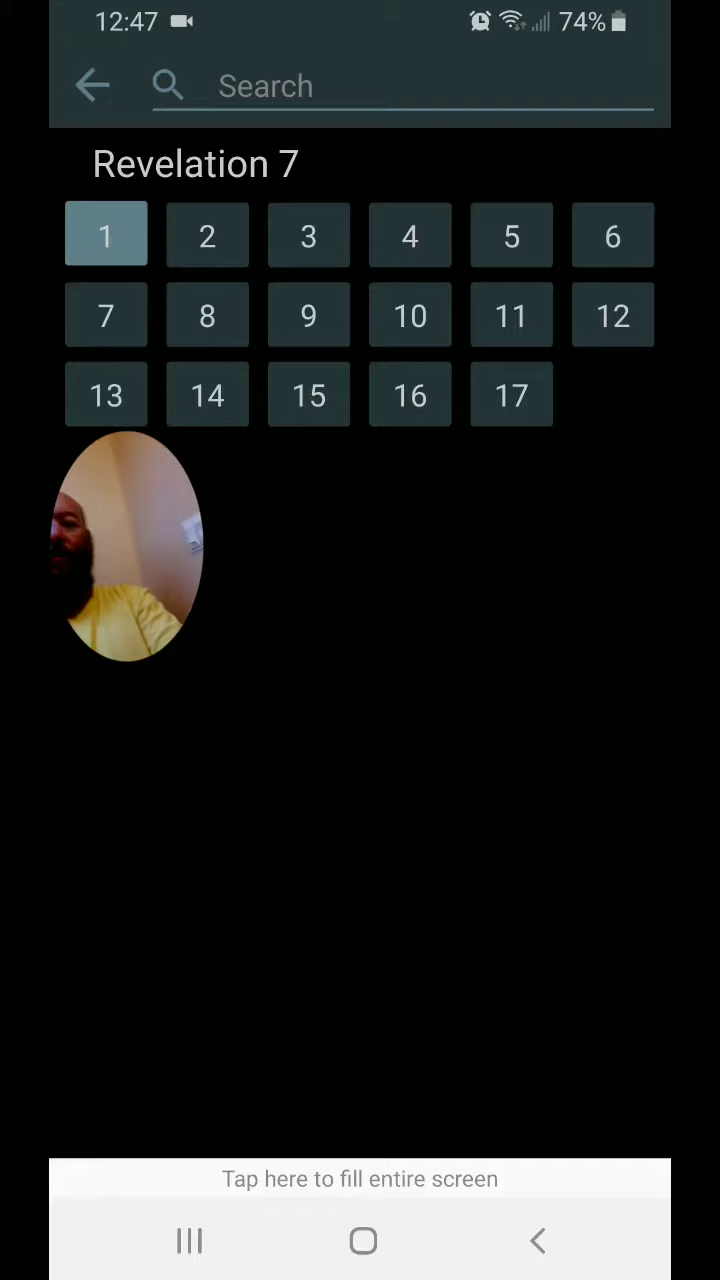 12:47 74%
Search
Revelation 7
1 2 3 4 5 6
7 8 9 10 11 12
13 14 15 16 17
Tap here to fill entire screen